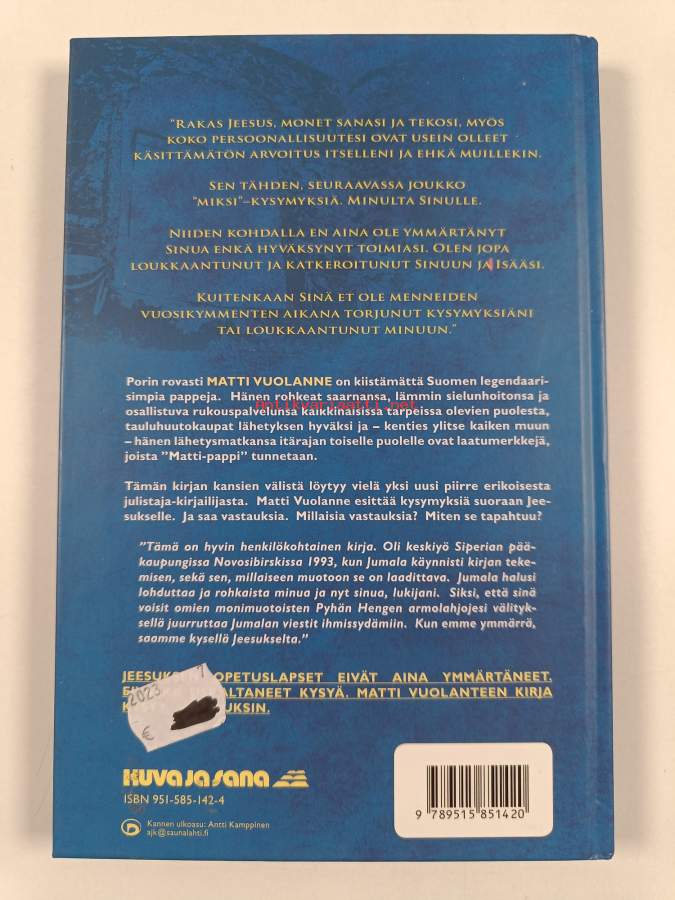 "RAKAS JEESUS, MONET SANASI JA TEKOSI, MYÖS
KOKO PERSOONALLISUUTESI OVAT USEIN OLLEET
KÄSITTÄMÄTÖN ARVOITUS ITSELLENI JA EHKÄ MUILLEKIN.
SEN TÄHDEN, SEURAAVASSA JOUKKO
"MIKSI"–KYSYMYKSIÄ. MINULTA SINULLE.
NIIDEN KOHDALLA EN AINA OLE YMMÄRTÄNYT
SINUA ENKÄ HYVÄKSYNYT TOIMIASI. OLEN JOPA
LOUKKAANTUNUT JA KATKEROITUNUT SINUUN JA ISÄÄSI.
KUITENKAAN SINÄ ET OLE MENNEIDEN
VUOSIKYMMENTEN AIKANA TORJUNUT KYSYMYKSIÄNI
TAI LOUKKAANTUNUT MINUUN."
Porin rovasti MATTI VUOLANNE on kiistämättä Suomen legendaari-
simpia pappeja. Hänen rohkeat saarnansa, lämmin sielunhoitonsa ja
osallistuva rukouspalvelunsa kaikkinaisissa tarpeissa olevien puolesta,
Antikvariaatti.net
tauluhuutokaupat lähetyksen hyväksi ja – kenties ylitse kaiken muun
– hänen lähetysmatkansa itärajan toiselle puolelle ovat laatumerkkejä,
joista "Matti-pappi" tunnetaan.
Tämän kirjan kansien välistä löytyy vielä yksi uusi piirre erikoisesta
julistaja-kirjailijasta. Matti Vuolanne esittää kysymyksiä suoraan Jee-
sukselle. Ja saa vastauksia. Millaisia vastauksia? Miten se tapahtuu?
"Tämä on hyvin henkilökohtainen kirja. Oli keskiyö Siperian pää-
kaupungissa Novosibirskissa 1993, kun Jumala käynnisti kirjan teke-
misen, sekä sen, millaiseen muotoon se on laadittava. Jumala halusi
lohduttaa ja rohkaista minua ja nyt sinua, lukijani. Siksi, että sinä
voisit omien monimuotoisten Pyhän Hengen armolahjojesi välityk-
sellä juurruttaa Jumalan viestit ihmissydämiin. Kun emme ymmärrä,
saamme kysellä Jeesukselta."
OPETUSLAPSET EIVÄT AINA YMMÄRTÄNEET.
KYSYÄ. MATTI VUOLANTEEN KIRJA
2023 7
€
KUVA JA SANA
ISBN 951-585-142-4
Kannen ulkoasu: Antti Kamppinen
ajk@saunalahti.fi
9 789515 851420